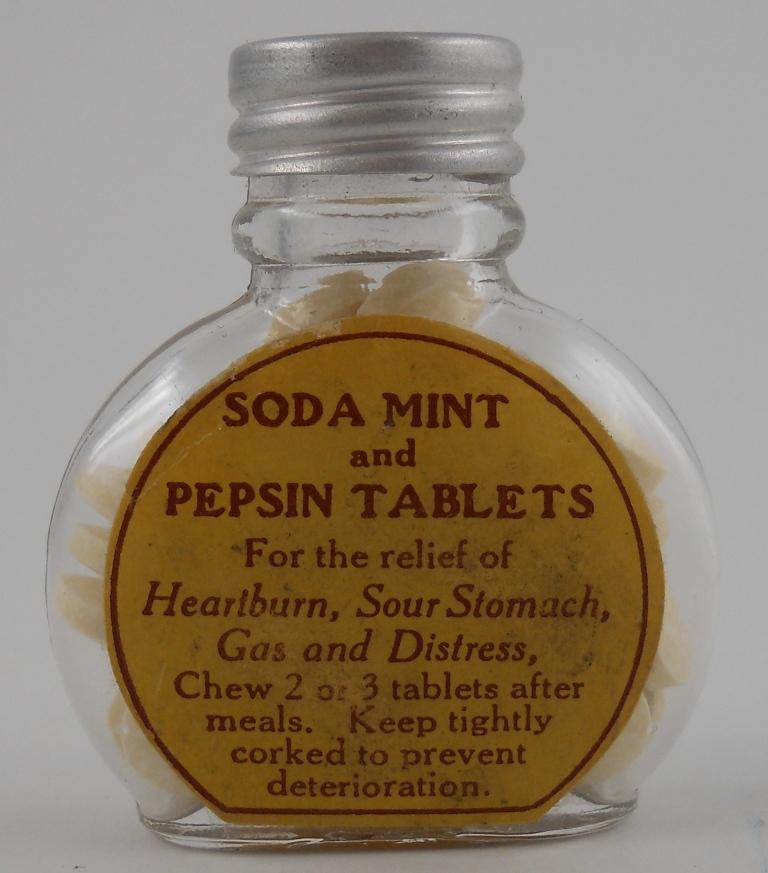 SODA MINT
and
PEPSIN TABLETS
For the relief of
Heartburn, Sour Stomach,
Gas and Distress,
Chew 2 or 3 tablets after
meals. Keep tightly
corked to prevent
deterioration.